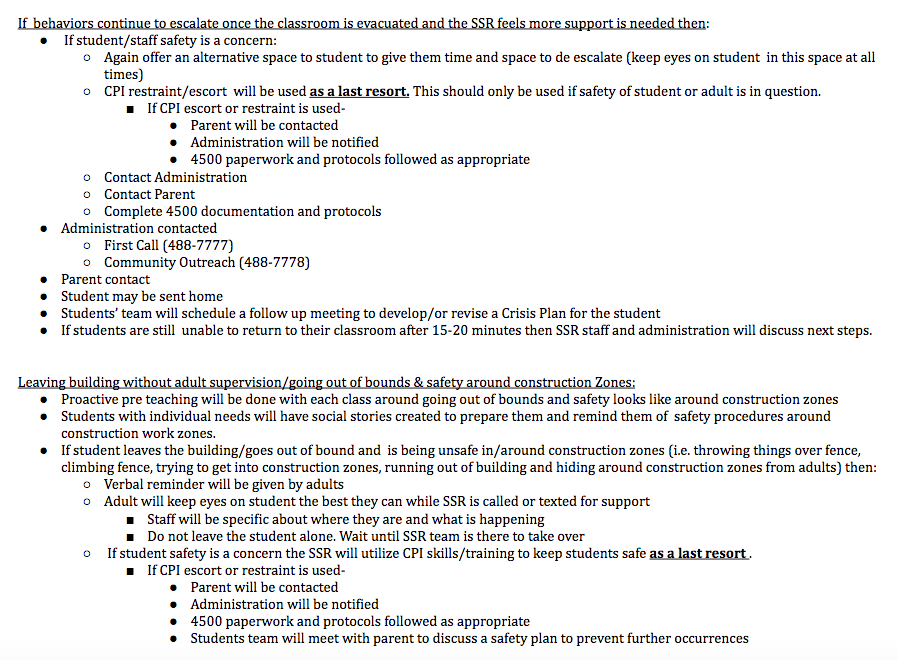 If behaviors continue to escalate once the classroom is evacuated and the SSR feels more support is needed then:
● If student/staff safety is a concern:
○ Again offer an alternative space to student to give them time and space to de escalate (keep eyes on student in this space at all
times)
○ CPI restraint/escort will be used as a last resort. This should only be used if safety of student or adult is in question.
■ If CPI escort or restraint is used-
● Parent will be contacted
● Administration will be notified
● 4500 paperwork and protocols followed as appropriate
○ Contact Administration
○ Contact Parent
○ Complete 4500 documentation and protocols
● Administration contacted
○ First Call (488-7777)
○ Community Outreach (488-7778)
● Parent contact
● Student may be sent home
● Students' team will schedule a follow up meeting to develop/or revise a Crisis Plan for the student
● If students are still unable to return to their classroom after 15-20 minutes then SSR staff and administration will discuss next steps.
Leaving building without adult supervision/going out of bounds & safety around construction Zones:
● Proactive pre teaching will be done with each class around going out of bounds and safety looks like around construction zones
● Students with individual needs will have social stories created to prepare them and remind them of safety procedures around
construction work zones.
● If student leaves the building/goes out of bound and is being unsafe in/around construction zones (i.e. throwing things over fence,
climbing fence, trying to get into construction zones, running out of building and hiding around construction zones from adults) then:
○ Verbal reminder will be given by adults
○ Adult will keep eyes on student the best they can while SSR is called or texted for support
■ Staff will be specific about where they are and what is happening
■ Do not leave the student alone. Wait until SSR team is there to take over
○ If student safety is a concern the SSR will utilize CPI skills/training to keep students safe as a last resort .
■ If CPI escort or restraint is used-
● Parent will be contacted
● Administration will be notified
● 4500 paperwork and protocols followed as appropriate
● Students team will meet with parent to discuss a safety plan to prevent further occurrences